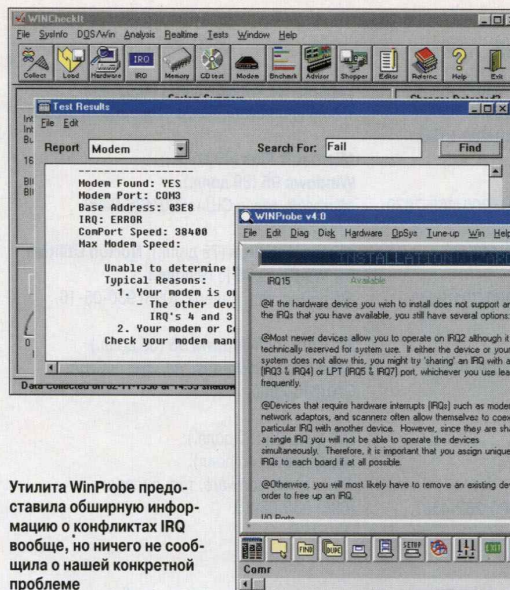 WINCheckIt
File SysInfo DOS/Win Analysis Realtime Tests Window Help
IRQ
Collect Load Hardware IRQ Memory CD test Modem Bnchmrk Advisor Shopper Editor Referenc Help Exit
Test Results
File Edit
Report Modem Search For: Fail Find
Modem Found: YES
Modem Port: COM3
Base Address: 03E8
IRQ: ERROR
ComPort Speed: 38400
Max Modem Speed:
Unable to determine
Typical Reasons:
1. Your modem is
- The other
IRQ's 4 and 3
2. Your modem or
Check your modem
WINProbe v4.0
File Edit Diag Disk Hardware OpSys Tune-up Win Help
INSTALLATION
IRQ15 Available
@If the hardware device you wish to install does not support
the IRQs that you have available, you still have several options:
@Most newer devices allow you to operate on IRQ2 although it
technically reserved for system use. If either the device or your
system does not allow this, you might try 'sharing' an IRQ with a
(IRQ3 & IRQ4) or LPT (IRQ5 & IRQ7) port, whichever you use
frequently.
@Devices that require hardware interrupts (IRQs) such as
network adaptors, and scanners often allow themselves to
particular IRQ with another device. However, since they are
a single IRQ you will not be able to operate the devices
simultaneously. Therefore, it is important that you assign unique
IRQs to each board if at all possible.
@Otherwise, you will most likely have to remove an existing
order to free up an IRQ.
I/O Ports
FIND SETUP EXIT
Утилита WinProbe предо-
ставила обширную инфор-
мацию о конфликтах IRQ
вообще, но ничего не сооб-
щила о нашей конкретной
проблеме